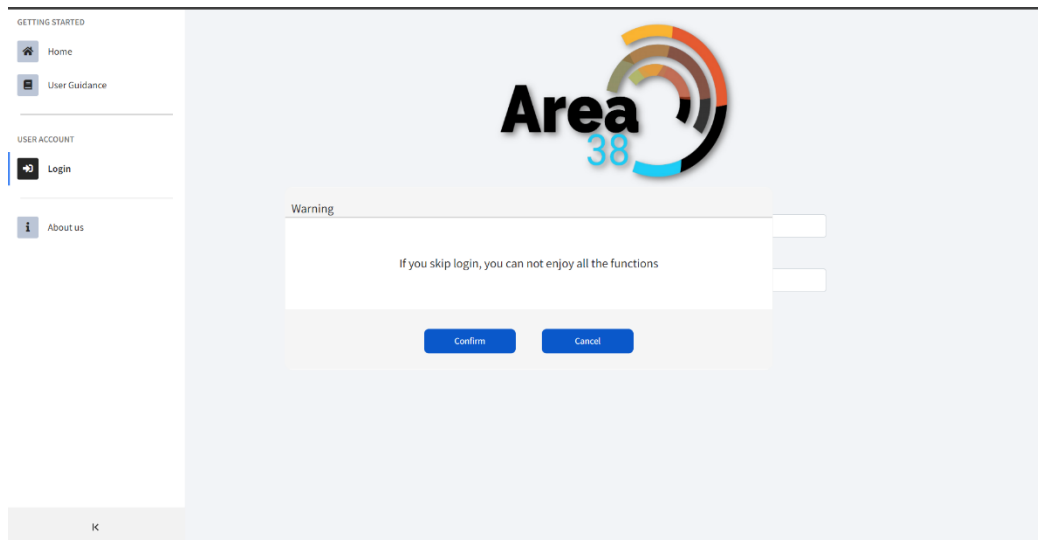 GETTING STARTED
Home
User Guidance
USER ACCOUNT
Login
About us
Area
38
Warning
If you skip login, you can not enjoy all the functions
Confirm
Cancel